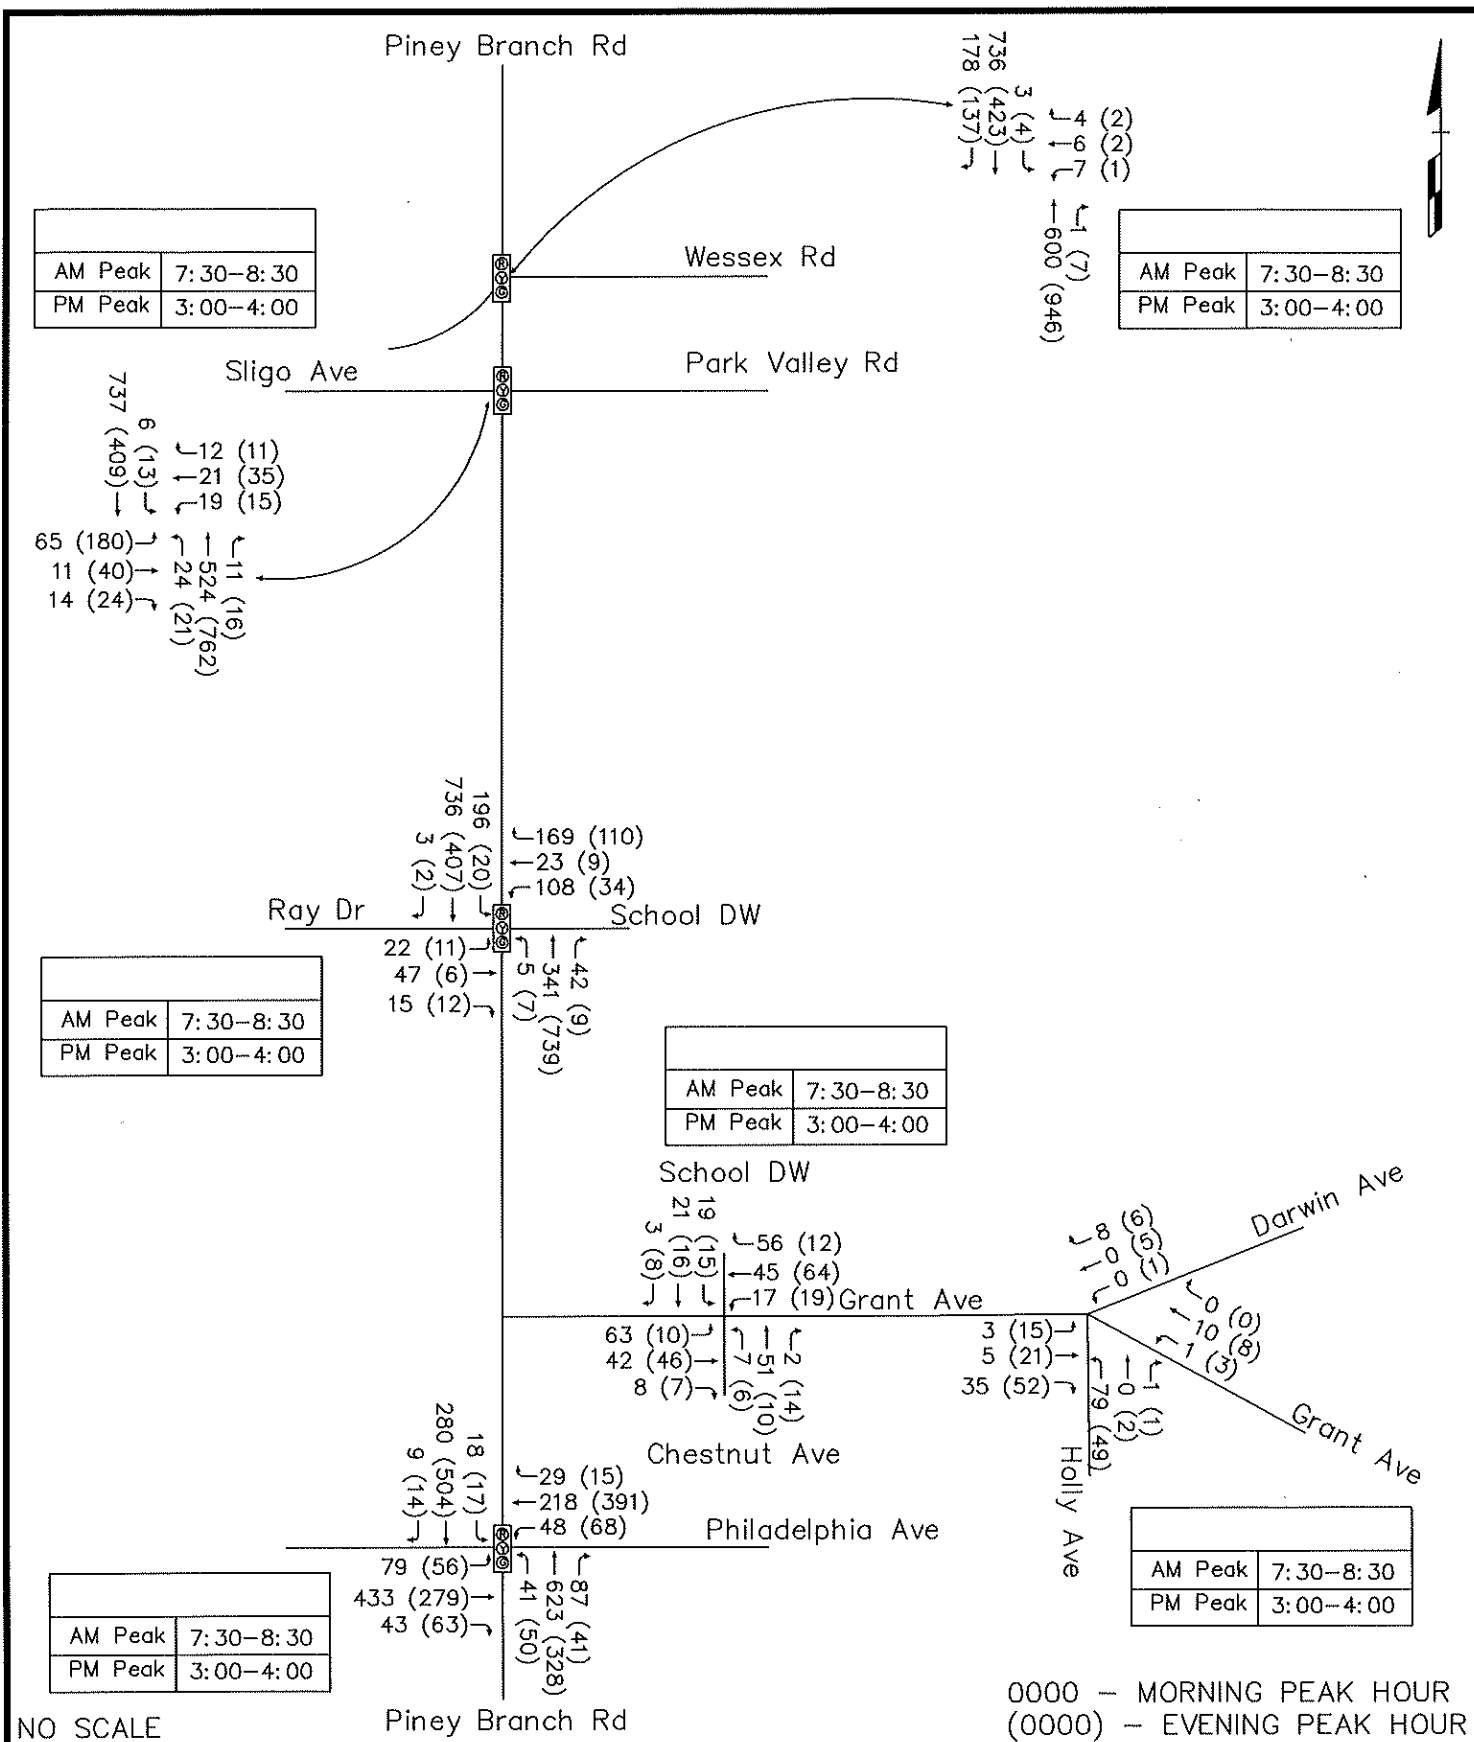 Piney Branch Rd
736 (423)
178 (137)
3 (4)
4 (2)
6 (2)
7 (1)
1 (7)
600 (946)
AM Peak 7:30-8:30
PM Peak 3:00-4:00
Wessex Rd
AM Peak 7:30-8:30
PM Peak 3:00-4:00
Sligo Ave
Park Valley Rd
737 (409)
6 (13)
12 (11)
21 (35)
19 (15)
65 (180)
11 (40)
14 (24)
11 (16)
524 (762)
24 (21)
196 (20)
736 (407)
3 (2)
169 (110)
23 (9)
108 (34)
Ray Dr
School DW
22 (11)
47 (6)
15 (12)
42 (9)
341 (739)
5 (7)
AM Peak 7:30-8:30
PM Peak 3:00-4:00
AM Peak 7:30-8:30
PM Peak 3:00-4:00
School DW
19 (15)
21 (16)
3 (8)
56 (12)
45 (64)
17 (19)
Grant Ave
63 (10)
42 (46)
8 (7)
2 (14)
51 (10)
7 (6)
Chestnut Ave
Darwin Ave
8 (6)
0 (5)
0 (1)
0 (0)
10 (8)
1 (3)
3 (15)
5 (21)
35 (52)
1 (1)
0 (2)
79 (49)
Grant Ave
Holly Ave
18 (17)
280 (504)
9 (14)
29 (15)
218 (391)
48 (68)
Philadelphia Ave
79 (56)
433 (279)
43 (63)
87 (41)
623 (328)
41 (50)
AM Peak 7:30-8:30
PM Peak 3:00-4:00
AM Peak 7:30-8:30
PM Peak 3:00-4:00
Piney Branch Rd
NO SCALE
0000 - MORNING PEAK HOUR
(0000) - EVENING PEAK HOUR
R
Y
G
R
Y
G
R
Y
G
R
Y
G